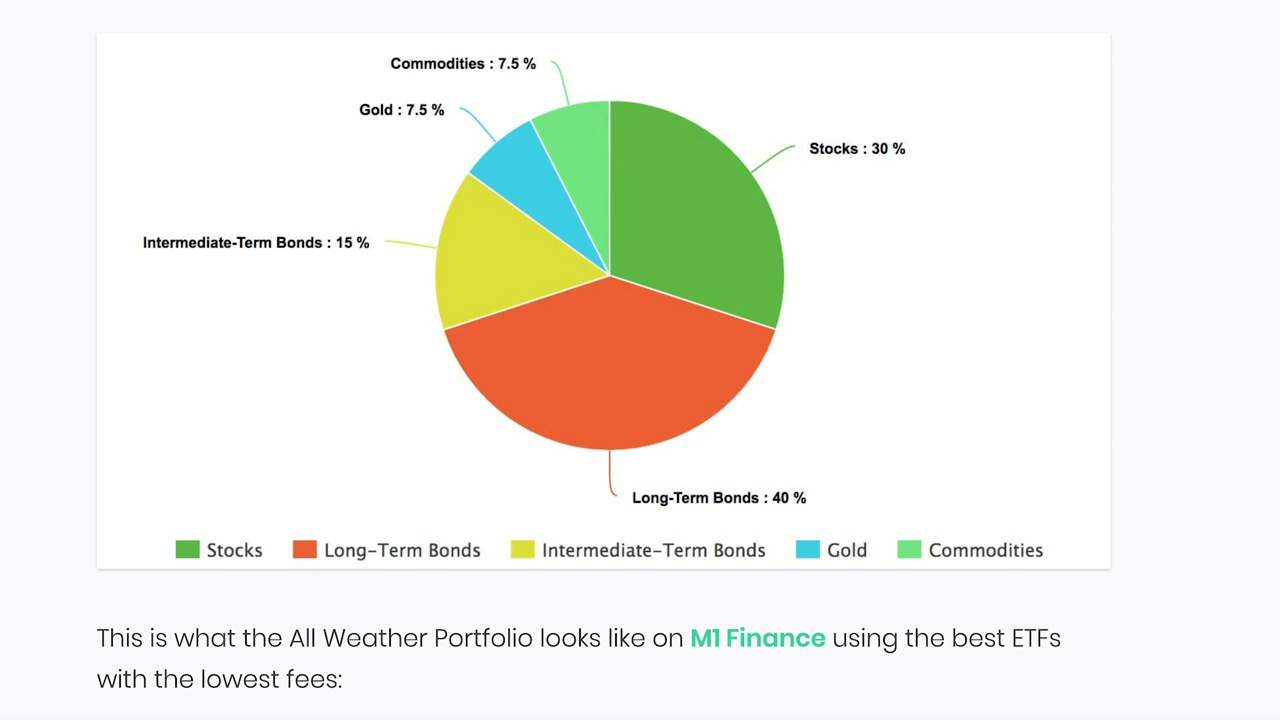 Commodities : 7.5 %
Gold : 7.5 %
Stocks : 30 %
Intermediate-Term Bonds : 15 %
Long-Term Bonds : 40 %
Stocks Long-Term Bonds Intermediate-Term Bonds Gold Commodities
This is what the All Weather Portfolio looks like on M1 Finance using the best ETFs
with the lowest fees: